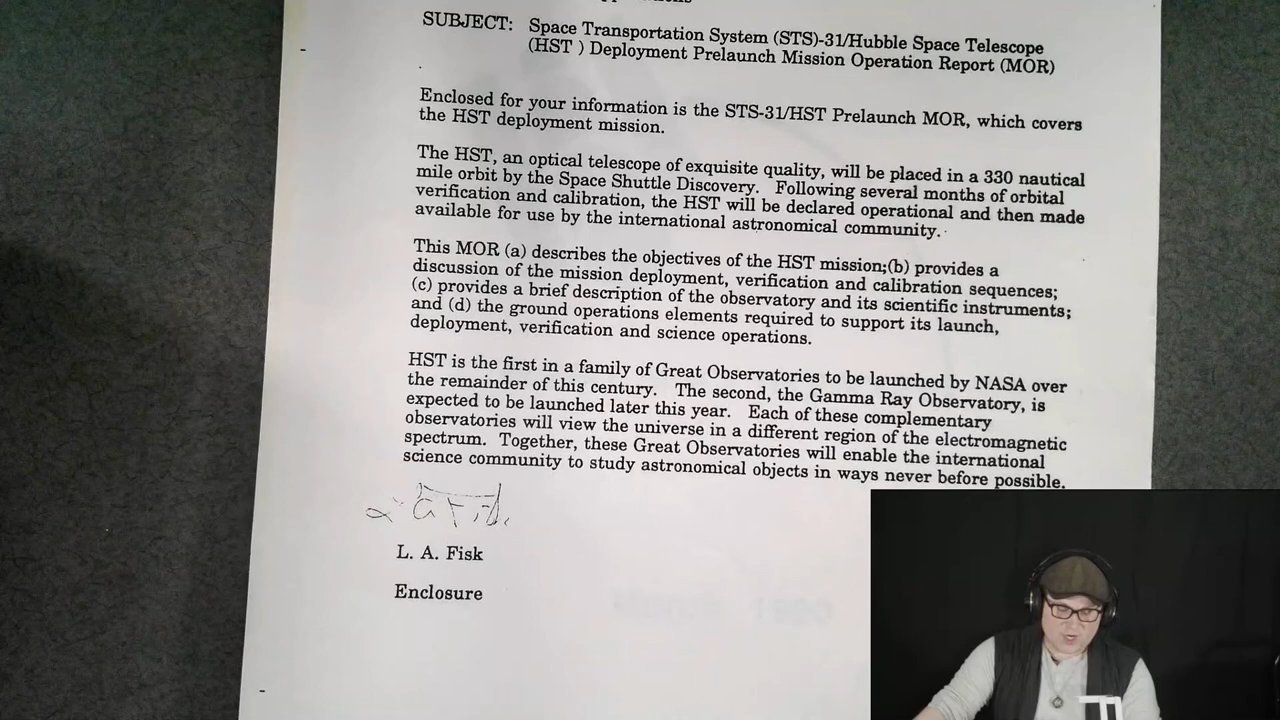 SUBJECT: Space Transportation System (STS)-31/Hubble Space Telescope
(HST ) Deployment Prelaunch Mission Operation Report (MOR)
Enclosed for your information is the STS-31/HST Prelaunch MOR, which covers
the HST deployment mission.
The HST, an optical telescope of exquisite quality, will be placed in a 330 nautical
mile orbit by the Space Shuttle Discovery. Following several months of orbital
verification and calibration, the HST will be declared operational and then made
available for use by the international astronomical community.
This MOR (a) describes the objectives of the HST mission;(b) provides a
discussion of the mission deployment, verification and calibration sequences;
(c) provides a brief description of the observatory and its scientific instruments;
and (d) the ground operations elements required to support its launch,
deployment, verification and science operations.
HST is the first in a family of Great Observatories to be launched by NASA over
the remainder of this century. The second, the Gamma Ray Observatory, is
expected to be launched later this year. Each of these complementary
observatories will view the universe in a different region of the electromagnetic
spectrum. Together, these Great Observatories will enable the international
science community to study astronomical objects in ways never before possible.
L. A. Fisk
Enclosure